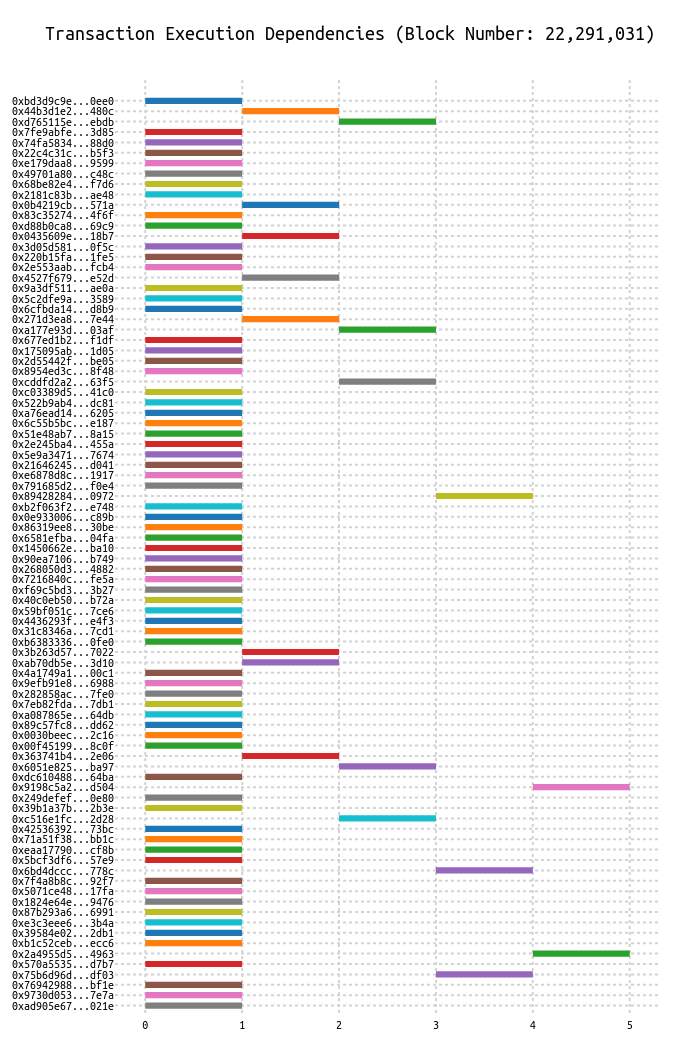 Transaction Execution Dependencies (Block Number: 22,291,031)
0xbd3d9c9e...0ee0
0x44b3d1e2...480c
0xd765115e...ebdb
0x7fe9abfe...3d85
0x74fa5834...88d0
0x22c4c31c...b5f3
0xe179daa8...9599
0x49701a80...c48c
0x68be82e4...f7d6
0x2181c83b...ae48
0x0b4219cb...571a
0x83c35274...4f6f
0xd88b0ca8...69c9
0x0435609e...18b7
0x3d05d581...0f5c
0x220b15fa...1fe5
0x2e553aab...fcb4
0x4527f679...e52d
0x9a3df511...ae0a
0x5c2dfe9a...3589
0x6cfbda14...d8b9
0x271d3ea8...7e44
0xa177e93d...03af
0x677ed1b2...f1df
0x175095ab...1d05
0x2d55442f...be05
0x8954ed3c...8f48
0xcddfd2a2...63f5
0xc03389d5...41c0
0x522b9ab4...dc81
0xa76ead14...6205
0x6c55b5bc...e187
0x51e48ab7...8a15
0x2e245ba4...455a
0x5e9a3471...7674
0x21646245...d041
0xe6878d8c...1917
0x791685d2...f0e4
0x89428284...0972
0xb2f063f2...e748
0x0e933006...c89b
0x86319ee8...30be
0x6581efba...04fa
0x1450662e...ba10
0x90ea7106...b749
0x268050d3...4882
0x7216840c...fe5a
0xf69c5bd3...3b27
0x40c0eb50...b72a
0x59bf051c...7ce6
0x4436293f...e4f3
0x31c8346a...7cd1
0xb6383336...0fe0
0x3b263d57...7022
0xab70db5e...3d10
0x4a1749a1...00c1
0x9efb91e8...6988
0x282858ac...7fe0
0x7eb82fda...7db1
0xa087865e...64db
0x89c57fc8...dd62
0x0030beec...2c16
0x00f45199...8c0f
0x363741b4...2e06
0x6051e825...ba97
0xdc610488...64ba
0x9198c5a2...d504
0x249defef...0e80
0x39b1a37b...2b3e
0xc516e1fc...2d28
0x42536392...73bc
0x71a51f38...bb1c
0xeaa17790...cf8b
0x5bcf3df6...57e9
0x6bd4dccc...778c
0x7f4a8b8c...92f7
0x5071ce48...17fa
0x1824e64e...9476
0x87b293a6...6991
0xe3c3eee6...3b4a
0x39584e02...2db1
0xb1c52ceb...ecc6
0x2a4955d5...4963
0x570a5535...d7b7
0x75b6d96d...df03
0x76942988...bf1e
0x9730d053...7e7a
0xad905e67...021e
0 1 2 3 4 5